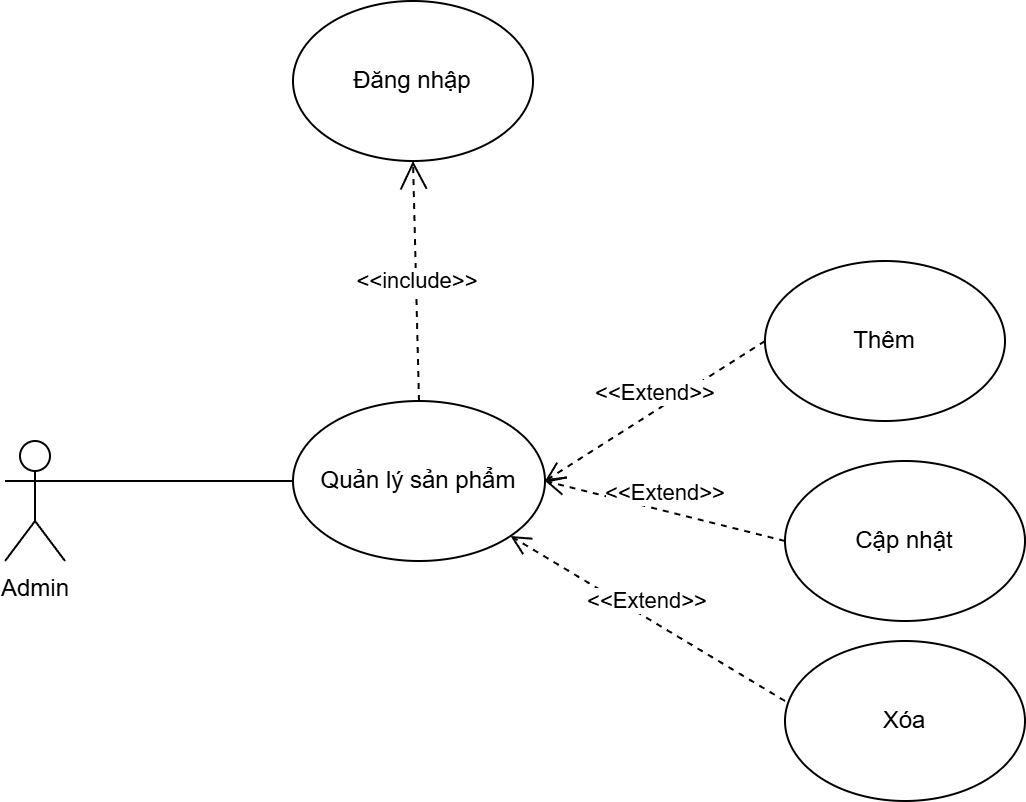 Đăng nhập
<<include>>
Thêm
<<Extend>>
Quản lý sản phẩm
<<Extend>>
Cập nhật
Admin
<<Extend>>
Xóa